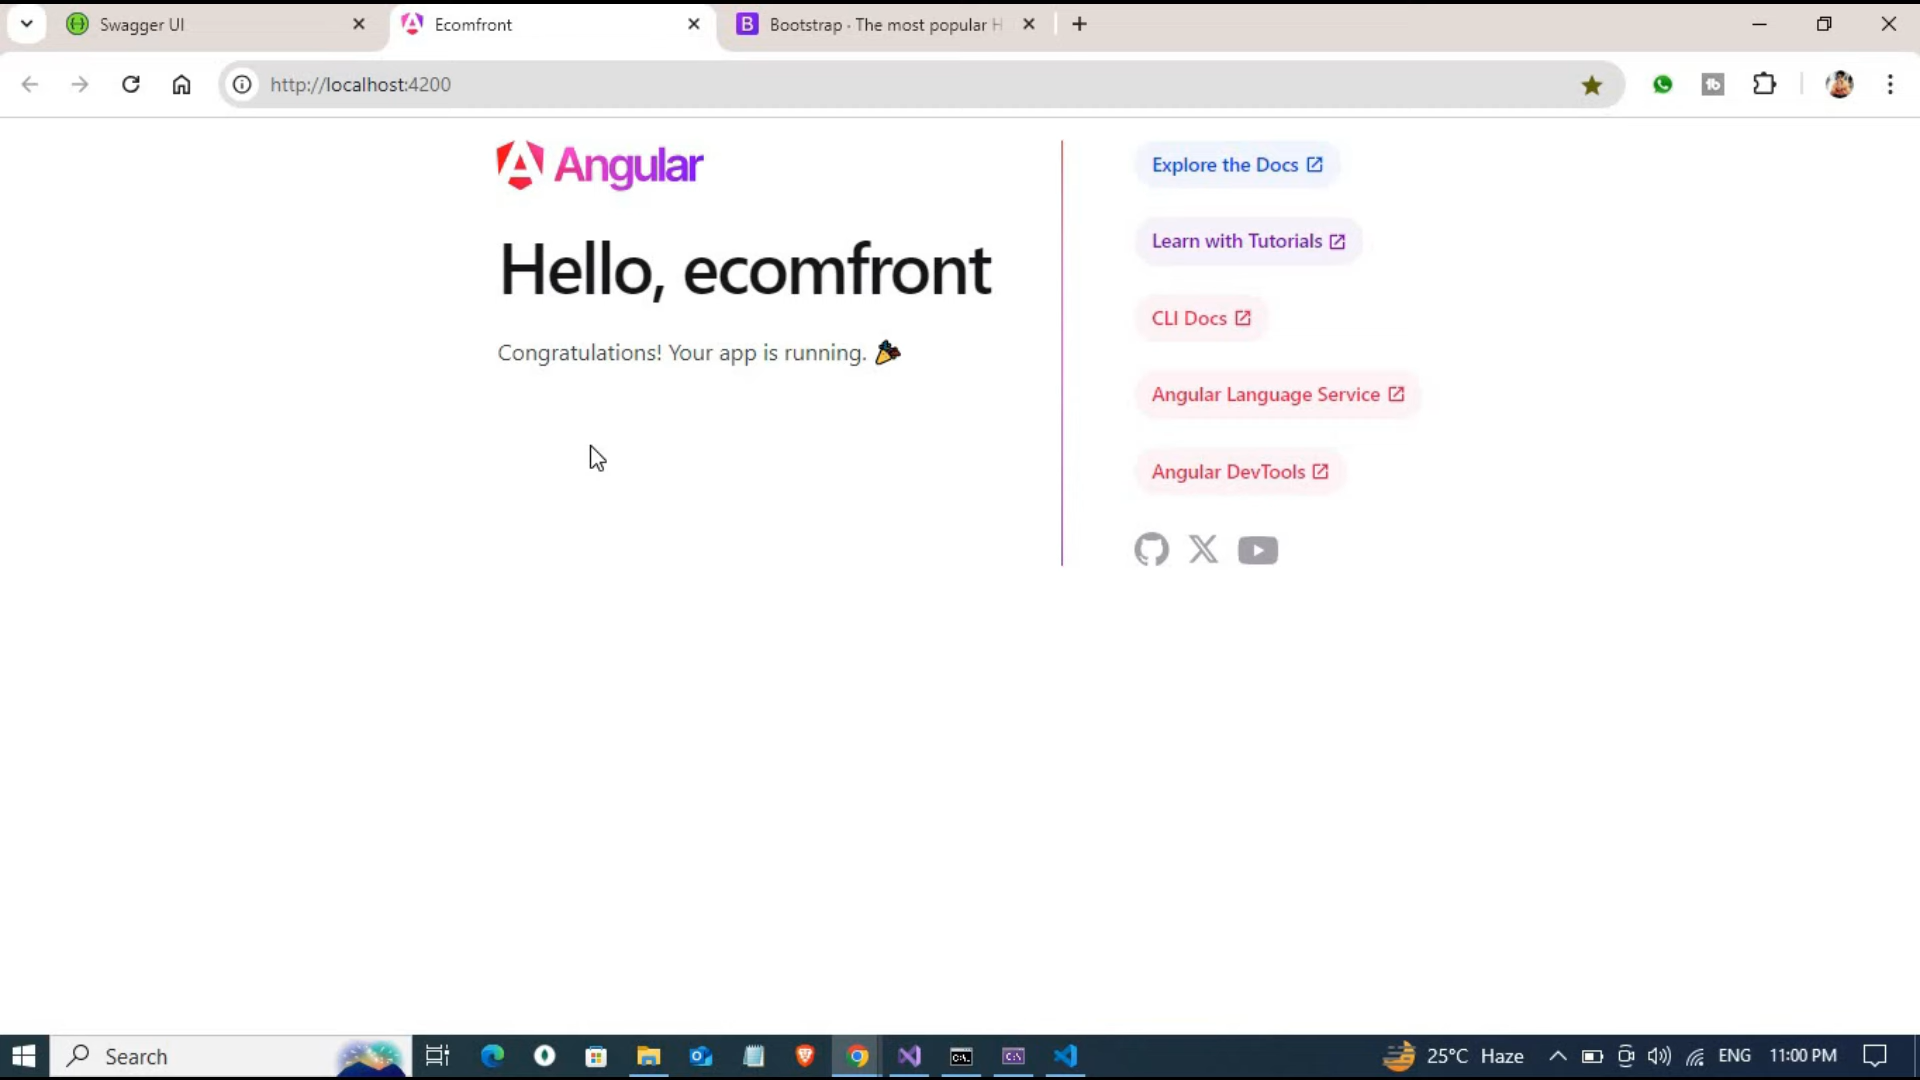 Swagger UI
Ecomfront
Bootstrap · The most popular H
http://localhost:4200
Angular
Hello, ecomfront
Congratulations! Your app is running. 🎉
Explore the Docs
Learn with Tutorials
CLI Docs
Angular Language Service
Angular DevTools
Search
25°C Haze
ENG
11:00 PM